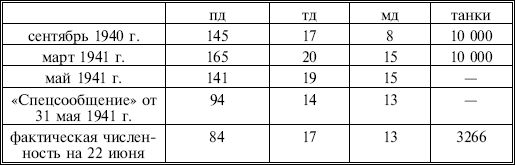 пд тд мд танки
сентябрь 1940 г. 145 17 8 10 000
март 1941 г. 165 20 15 10 000
май 1941 г. 141 19 15 —
«Спецсообщение» от
31 мая 1941 г. 94 14 13 —
фактическая числен-
ность на 22 июня 84 17 13 3266